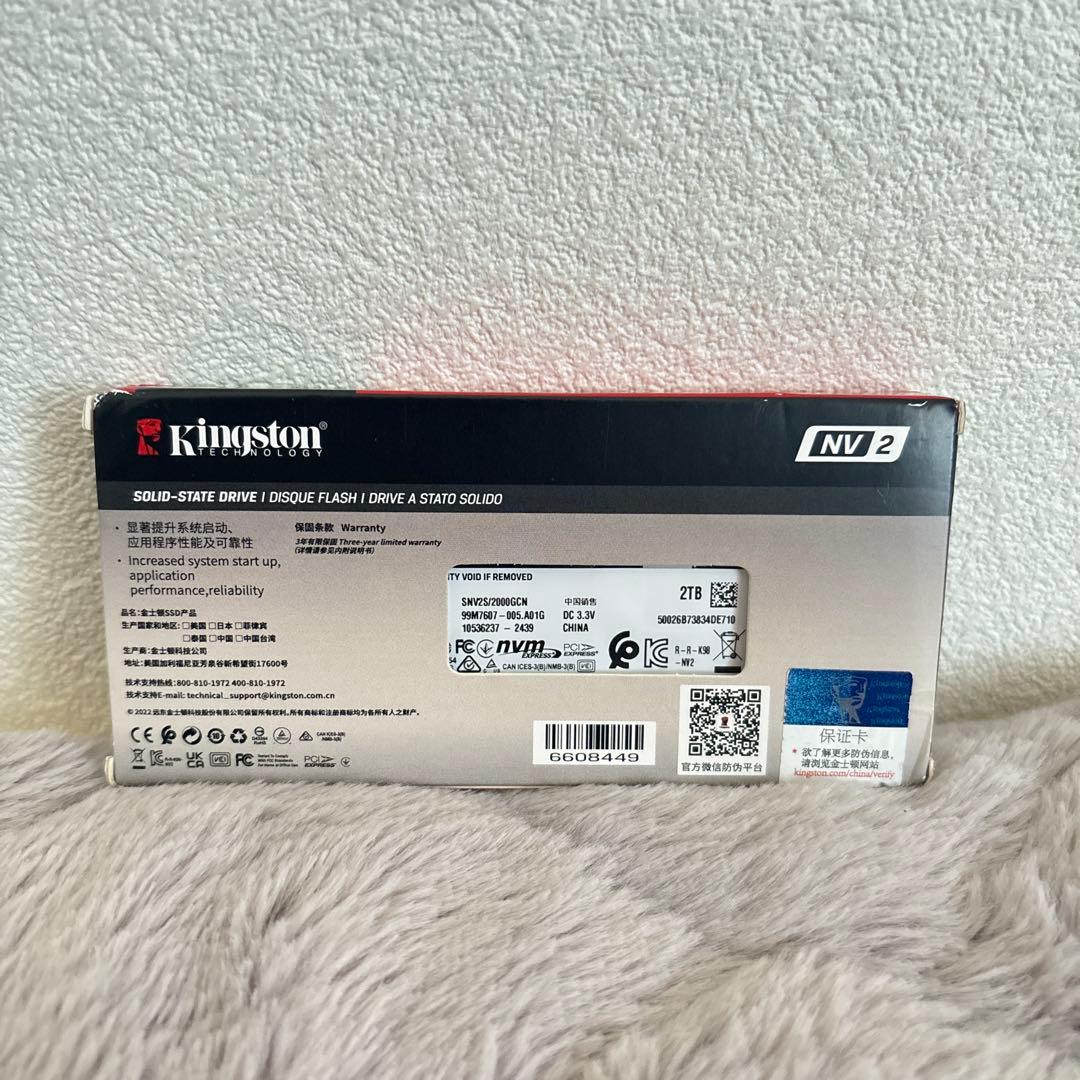 Kingston®
TECHNOLOGY
NV 2
SOLID-STATE DRIVE | DISQUE FLASH | DRIVE A STATO SOLIDO
· 显著提升系统启动、
应用程序性能及可靠性
· Increased system start up,
application
performance,reliability
保固条款 Warranty
3年有限保固 Three-year limited warranty
(详情请参见内附说明书)
品名:金士顿SSD产品
生产国家和地区: □美国 □日本 □菲律宾
□泰国 □中国 □中国台湾
生产商:金士顿科技公司
地址:美国加利福尼亚芳泉谷新希望街17600号
技术支持热线:800-810-1972 400-810-1972
技术支持E-mail: technical_support@kingston.com.cn
© 2022 远东金士顿科技股份有限公司保留所有权利。所有商标和注册商标均为各所有人之财产。
CAN ICES-3(B)
/NMB-3(B)
VEI
PCI EXPRESS®
TY VOID IF REMOVED
SNV2S/2000GCN 中国销售
99M7607-005.A01G DC 3.3V
10536237 - 2439 CHINA
2TB
50026B73834DE710
FC nvm EXPRESS™ PCI EXPRESS®
CAN ICES-3(B)/NMB-3(B)
R-R-K98
-NV2
6608449
官方微信防伪平台
保证卡
* 欲了解更多防伪信息,
请浏览金士顿网站
kingston.com/china/verify